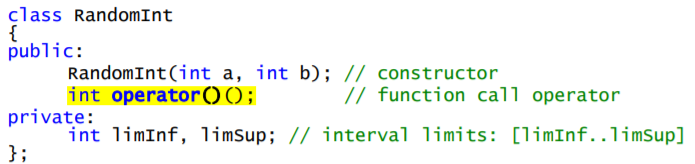 class RandomInt
{
public:
RandomInt(int a, int b); // constructor
int operator()(); // function call operator
private:
int limInf, limSup; // interval limits: [limInf..limSup]
};